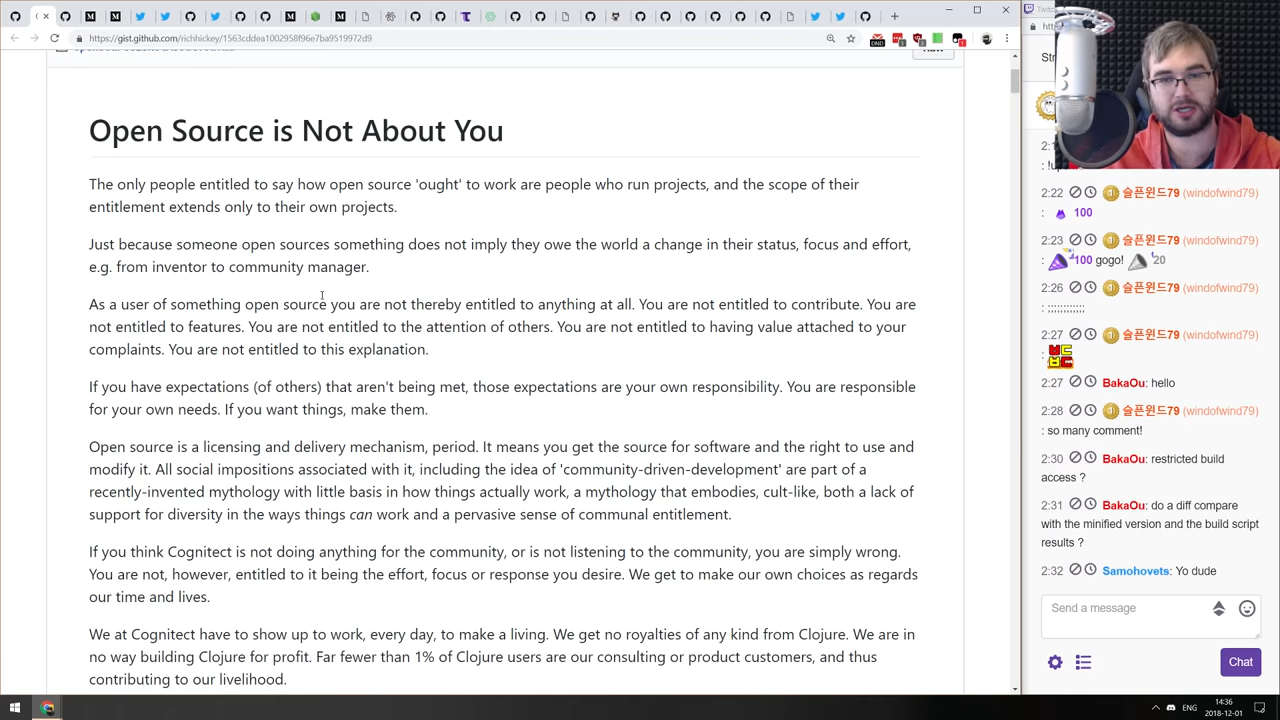 https://gist.github.com/richhickey/1563cddea1002958f96e7ba9519972d9
DND
Open Source is Not About You
The only people entitled to say how open source 'ought' to work are people who run projects, and the scope of their
entitlement extends only to their own projects.
Just because someone open sources something does not imply they owe the world a change in their status, focus and effort,
e.g. from inventor to community manager.
As a user of something open source you are not thereby entitled to anything at all. You are not entitled to contribute. You are
not entitled to features. You are not entitled to the attention of others. You are not entitled to having value attached to your
complaints. You are not entitled to this explanation.
If you have expectations (of others) that aren't being met, those expectations are your own responsibility. You are responsible
for your own needs. If you want things, make them.
Open source is a licensing and delivery mechanism, period. It means you get the source for software and the right to use and
modify it. All social impositions associated with it, including the idea of 'community-driven-development' are part of a
recently-invented mythology with little basis in how things actually work, a mythology that embodies, cult-like, both a lack of
support for diversity in the ways things can work and a pervasive sense of communal entitlement.
If you think Cognitect is not doing anything for the community, or is not listening to the community, you are simply wrong.
You are not, however, entitled to it being the effort, focus or response you desire. We get to make our own choices as regards
our time and lives.
We at Cognitect have to show up to work, every day, to make a living. We get no royalties of any kind from Clojure. We are in
no way building Clojure for profit. Far fewer than 1% of Clojure users are our consulting or product customers, and thus
contributing to our livelihood.
2:22 슬픈윈드79 (windofwind79)
: 100
2:23 슬픈윈드79 (windofwind79)
: 100 gogo! 20
2:26 슬픈윈드79 (windofwind79)
: ;;;;;;;;;;;;;
2:27 슬픈윈드79 (windofwind79)
:
2:27 BakaOu: hello
2:28 슬픈윈드79 (windofwind79)
: so many comment!
2:30 BakaOu: restricted build
access ?
2:31 BakaOu: do a diff compare
with the minified version and the build script
results ?
2:32 Samohovets: Yo dude
Send a message
Chat
ENG
14:36
2018-12-01